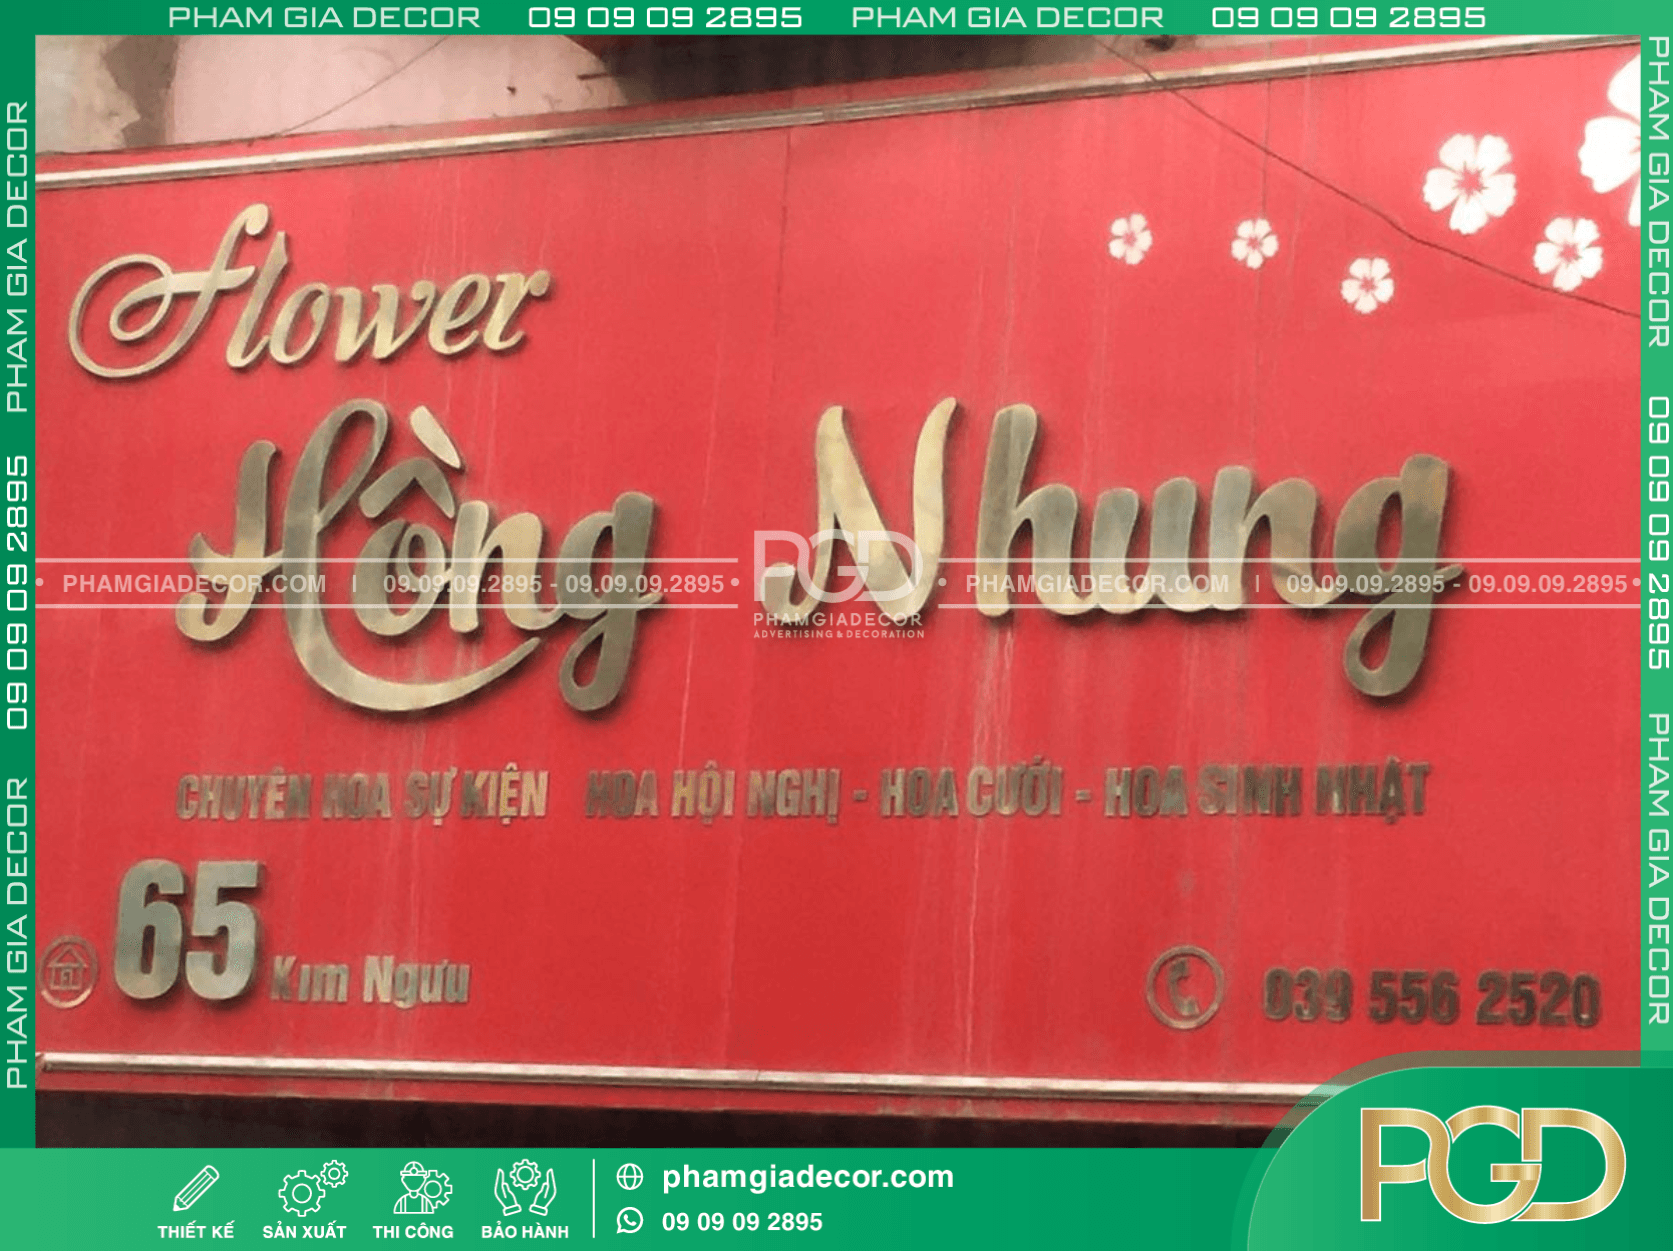 PHAM GIA DECOR 09 09 09 2895 PHAM GIA DECOR 09 09 09 2895
PHAM GIA DECOR 09 09 09 2895 PHAM GIA DECOR
Flower
Hồng Nhung
• PHAMGIADECOR.COM I 09.09.09.2895 - 09.09.09.2895 •
PGD
PHAMGIADECOR
ADVERTISING & DECORATION
• PHAMGIADECOR.COM I 09.09.09.2895 - 09.09.09.2895 •
CHUYÊN HOA SỰ KIỆN HOA HỘI NGHỊ - HOA CƯỚI - HOA SINH NHẬT
65 Kim Ngưu
039 556 2520
PHAM GIA DECOR 09 09 09 2895 PHAM GIA DECOR
THIẾT KẾ SẢN XUẤT THI CÔNG BẢO HÀNH
phamgiadecor.com
09 09 09 2895
PGD